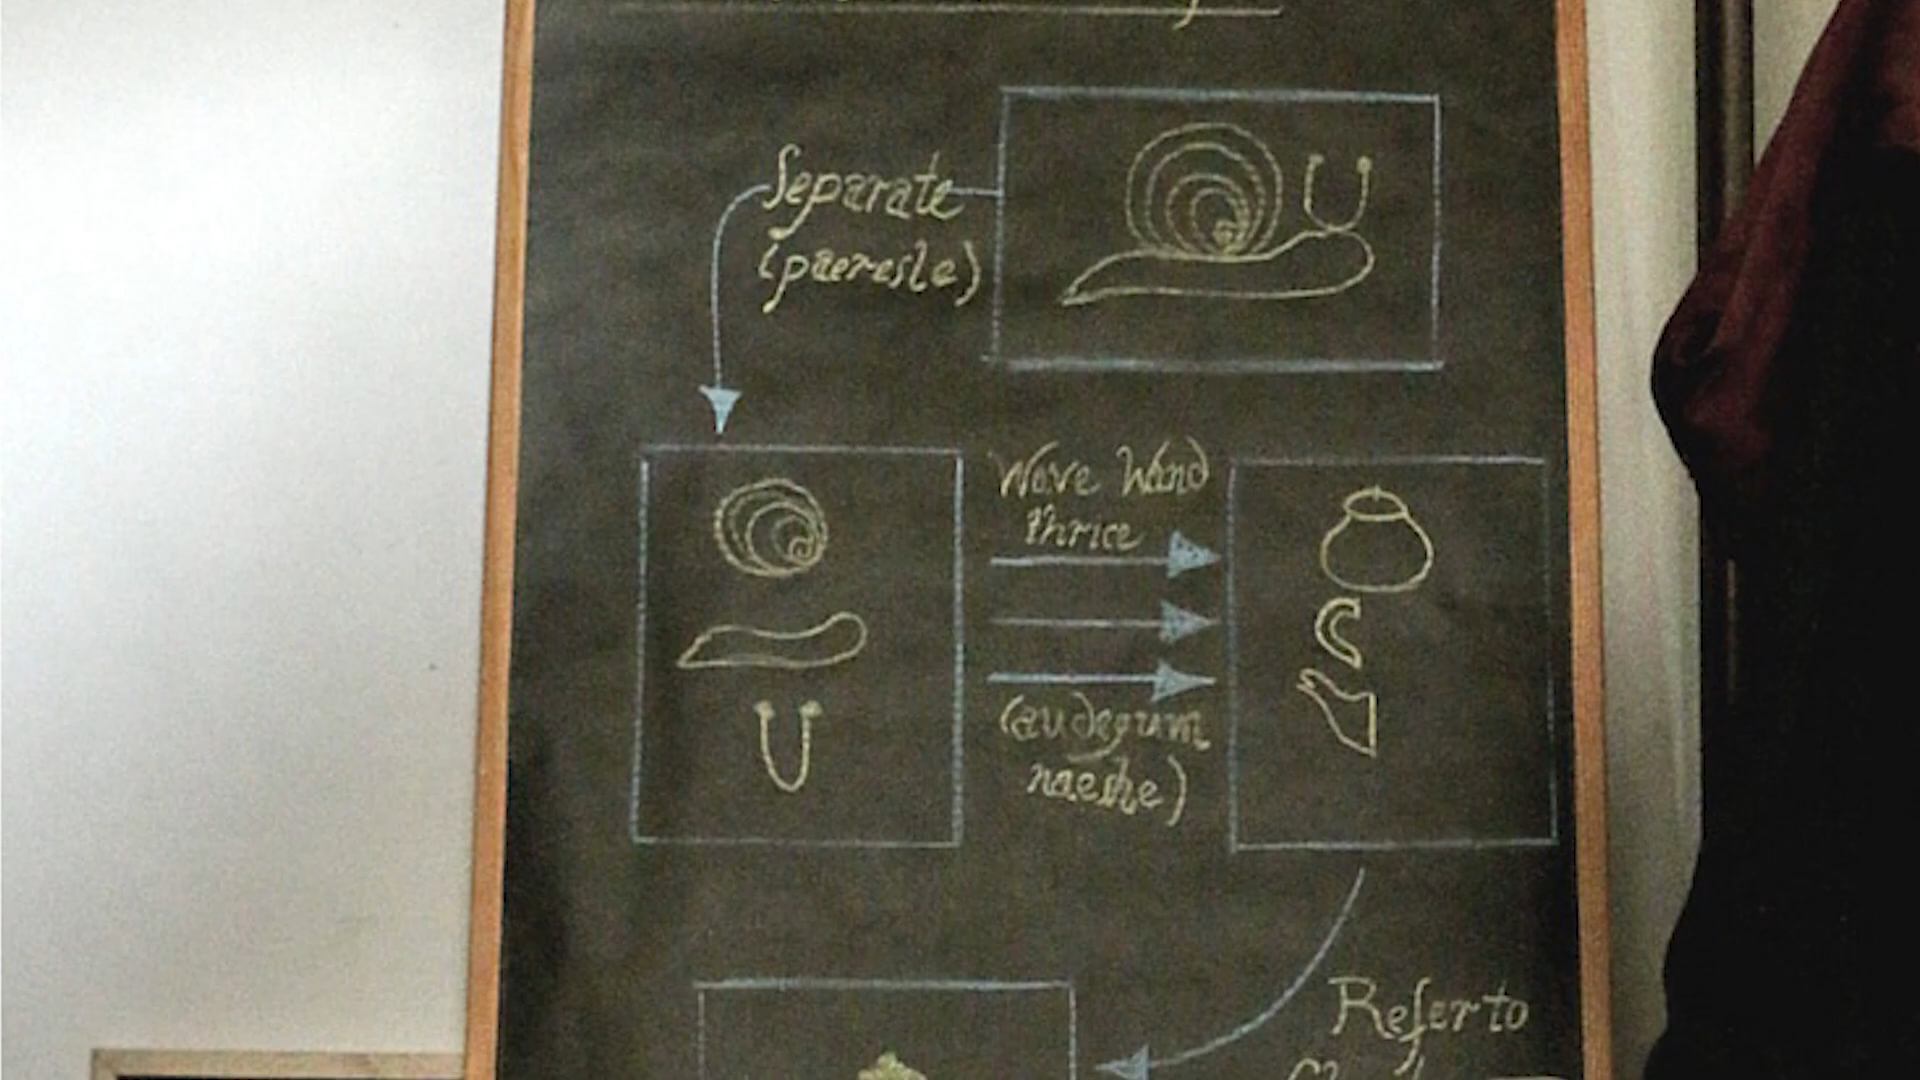 Separate
(paeresle)
Wave Wand
thrice
(audegum
naeshe)
Refer to